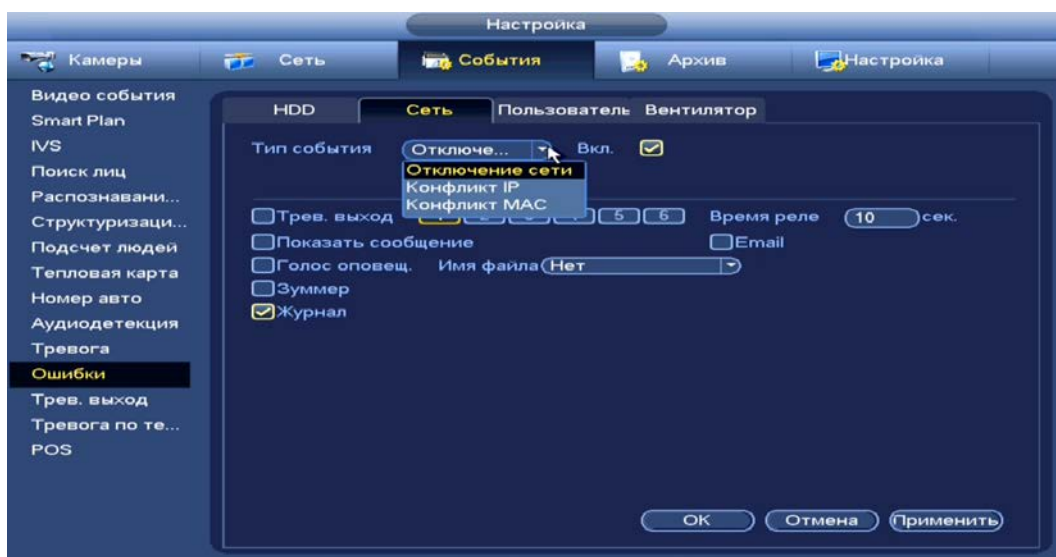 Настройка
Камеры Сеть События Архив Настройка
Видео события
Smart Plan
IVS
Поиск лиц
Распознавани...
Структуризаци...
Подсчет людей
Тепловая карта
Номер авто
Аудиодетекция
Тревога
Ошибки
Трев. выход
Тревога по те...
POS
HDD Сеть Пользователь Вентилятор
Тип события Отключе... Вкл.
Отключение сети
Конфликт IP
Конфликт MAC
Трев. выход 5 6 Время реле 10 сек.
Показать сообщение Email
Голос оповещ. Имя файла Нет
Зуммер
Журнал
OK Отмена Применить